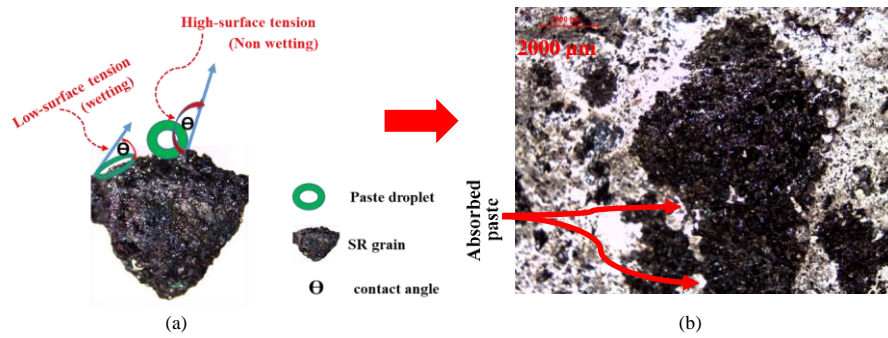 High-surface tension
(Non wetting)
Low-surface tension
(wetting)
Ɵ
Ɵ
Paste droplet
SR grain
Ɵ contact angle
(a)
2000 µm
Absorbed
paste
(b)